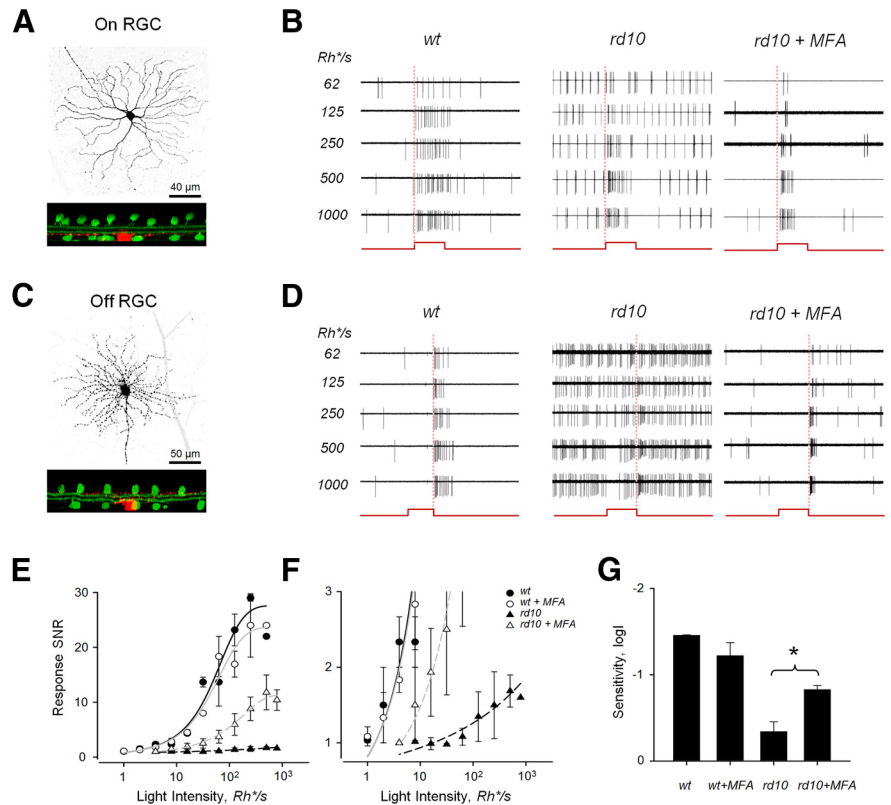 A
On RGC
40 µm
B
wt
rd10
rd10 + MFA
Rh*/s
62
125
250
500
1000
C
Off RGC
50 µm
D
wt
rd10
rd10 + MFA
Rh*/s
62
125
250
500
1000
E
Response SNR
30
20
10
0
1
10
10²
10³
Light Intensity, Rh*/s
F
3
2
1
1
10
10²
10³
Light Intensity, Rh*/s
wt
wt + MFA
rd10
rd10 + MFA
G
Sensitivity, logI
-2
-1
0
*
wt
wt+MFA
rd10
rd10+MFA